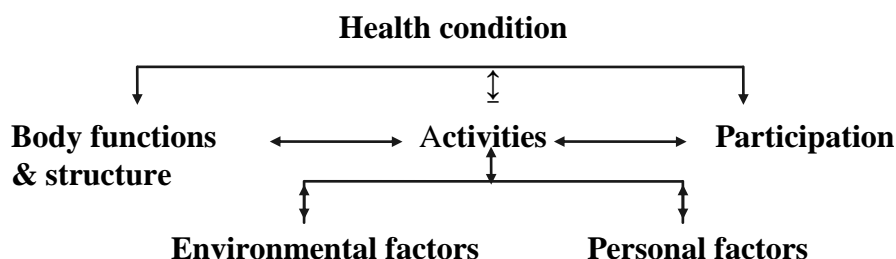 Health condition
Body functions Activities Participation
& structure
Environmental factors Personal factors